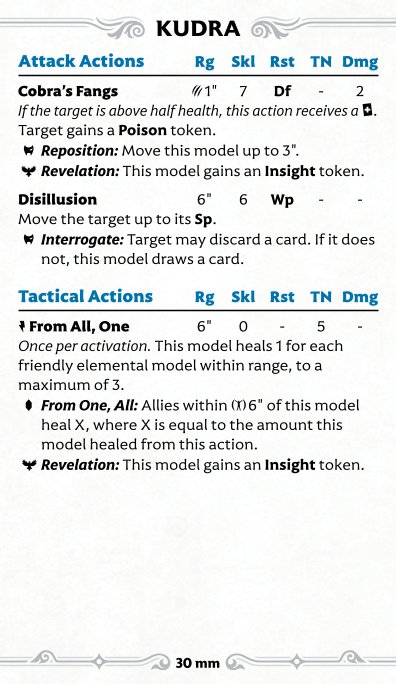 KUDRA
Attack Actions Rg Skl Rst TN Dmg
Cobra's Fangs 1" 7 Df - 2
If the target is above half health, this action receives a .
Target gains a Poison token.
Reposition: Move this model up to 3".
Revelation: This model gains an Insight token.
Disillusion 6" 6 Wp - -
Move the target up to its Sp.
Interrogate: Target may discard a card. If it does
not, this model draws a card.
Tactical Actions Rg Skl Rst TN Dmg
From All, One 6" 0 - 5 -
Once per activation. This model heals 1 for each
friendly elemental model within range, to a
maximum of 3.
From One, All: Allies within 6" of this model
heal X, where X is equal to the amount this
model healed from this action.
Revelation: This model gains an Insight token.
30 mm